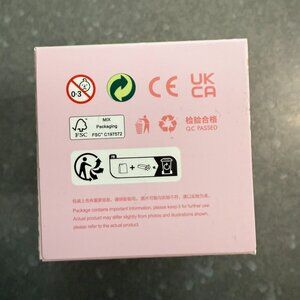 0-3
CE
UK
CA
FSC
MIX
Packaging
FSC® C197572
检验合格
Q.C PASSED
Package contains important information, please keep it for further use.
Actual product may differ slightly from photos and illustrations shown,
please refer to the actual product.